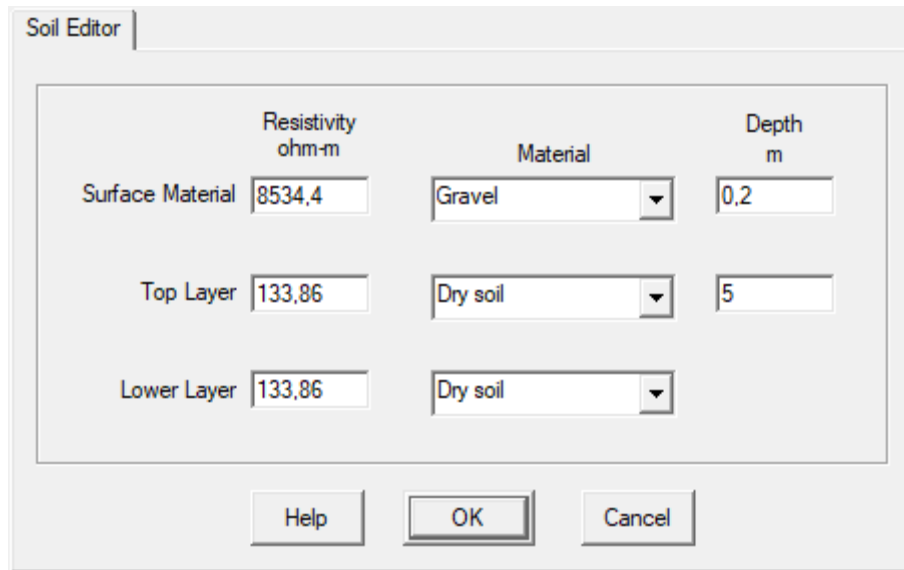 Soil Editor
Resistivity
ohm-m
Material
Depth
m
Surface Material 8534,4 Gravel 0,2
Top Layer 133,86 Dry soil 5
Lower Layer 133,86 Dry soil
Help OK Cancel